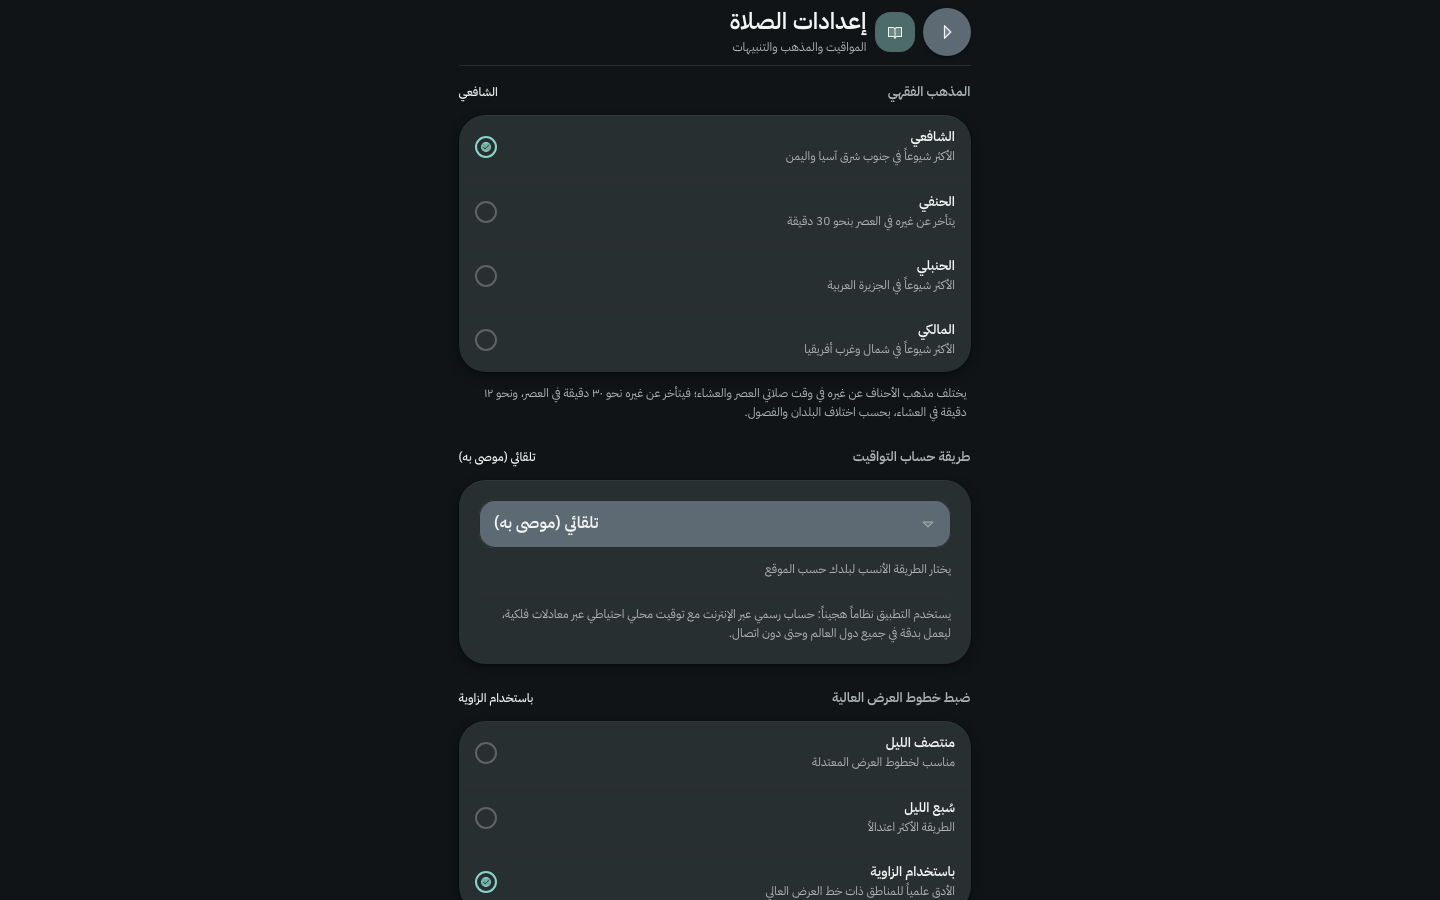 إعدادات الصلاة
المواقيت والمذهب والتنبيهات
المذهب الفقهي
الشافعي
الشافعي
الأكثر شيوعاً في جنوب شرق آسيا واليمن
الحنفي
يتأخر عن غيره في العصر بنحو 30 دقيقة
الحنبلي
الأكثر شيوعاً في الجزيرة العربية
المالكي
الأكثر شيوعاً في شمال وغرب أفريقيا
يختلف مذهب الأحناف عن غيره في وقت صلاتي العصر والعشاء؛ فيتأخر عن غيره نحو ٣٠ دقيقة في العصر، ونحو ١٢
دقيقة في العشاء، بحسب اختلاف البلدان والفصول.
طريقة حساب التواقيت
تلقائي (موصى به)
تلقائي (موصى به)
يختار الطريقة الأنسب لبلدك حسب الموقع
يستخدم التطبيق نظاماً هجيناً: حساب رسمي عبر الإنترنت مع توقيت محلي احتياطي عبر معادلات فلكية،
ليعمل بدقة في جميع دول العالم وحتى دون اتصال.
ضبط خطوط العرض العالية
باستخدام الزاوية
منتصف الليل
مناسب لخطوط العرض المعتدلة
سُبع الليل
الطريقة الأكثر اعتدالاً
باستخدام الزاوية
الأدق علمياً للمناطق ذات خط العرض العالي